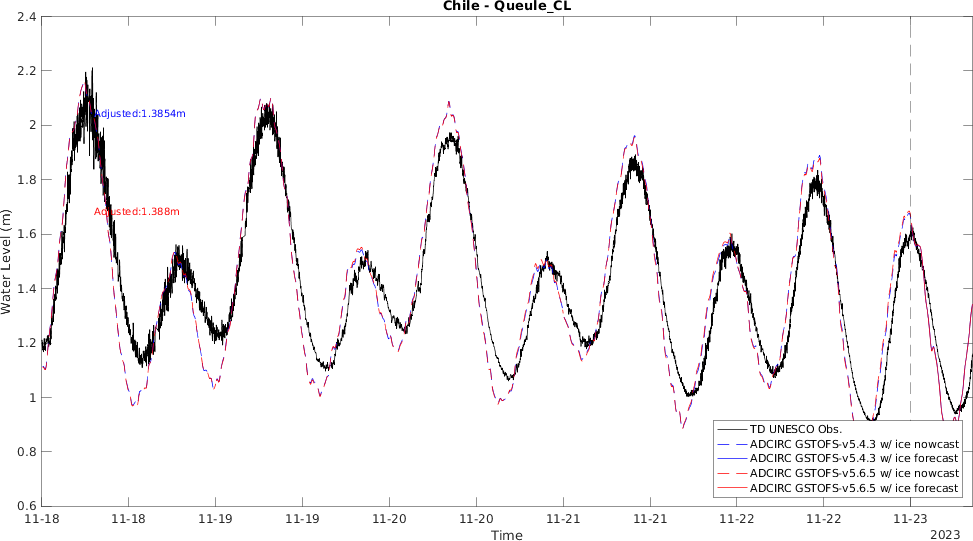 Chile - Queule_CL
2.4
2.2
2
1.8
1.6
1.4
1.2
1
0.8
0.6
Water Level (m)
Adjusted:1.3854m
Adjusted:1.388m
TD UNESCO Obs.
ADCIRC GSTOFS-v5.4.3 w/ ice nowcast
ADCIRC GSTOFS-v5.4.3 w/ ice forecast
ADCIRC GSTOFS-v5.6.5 w/ ice nowcast
ADCIRC GSTOFS-v5.6.5 w/ ice forecast
11-18 11-18 11-19 11-19 11-20 11-20 11-21 11-21 11-22 11-22 11-23
Time
2023